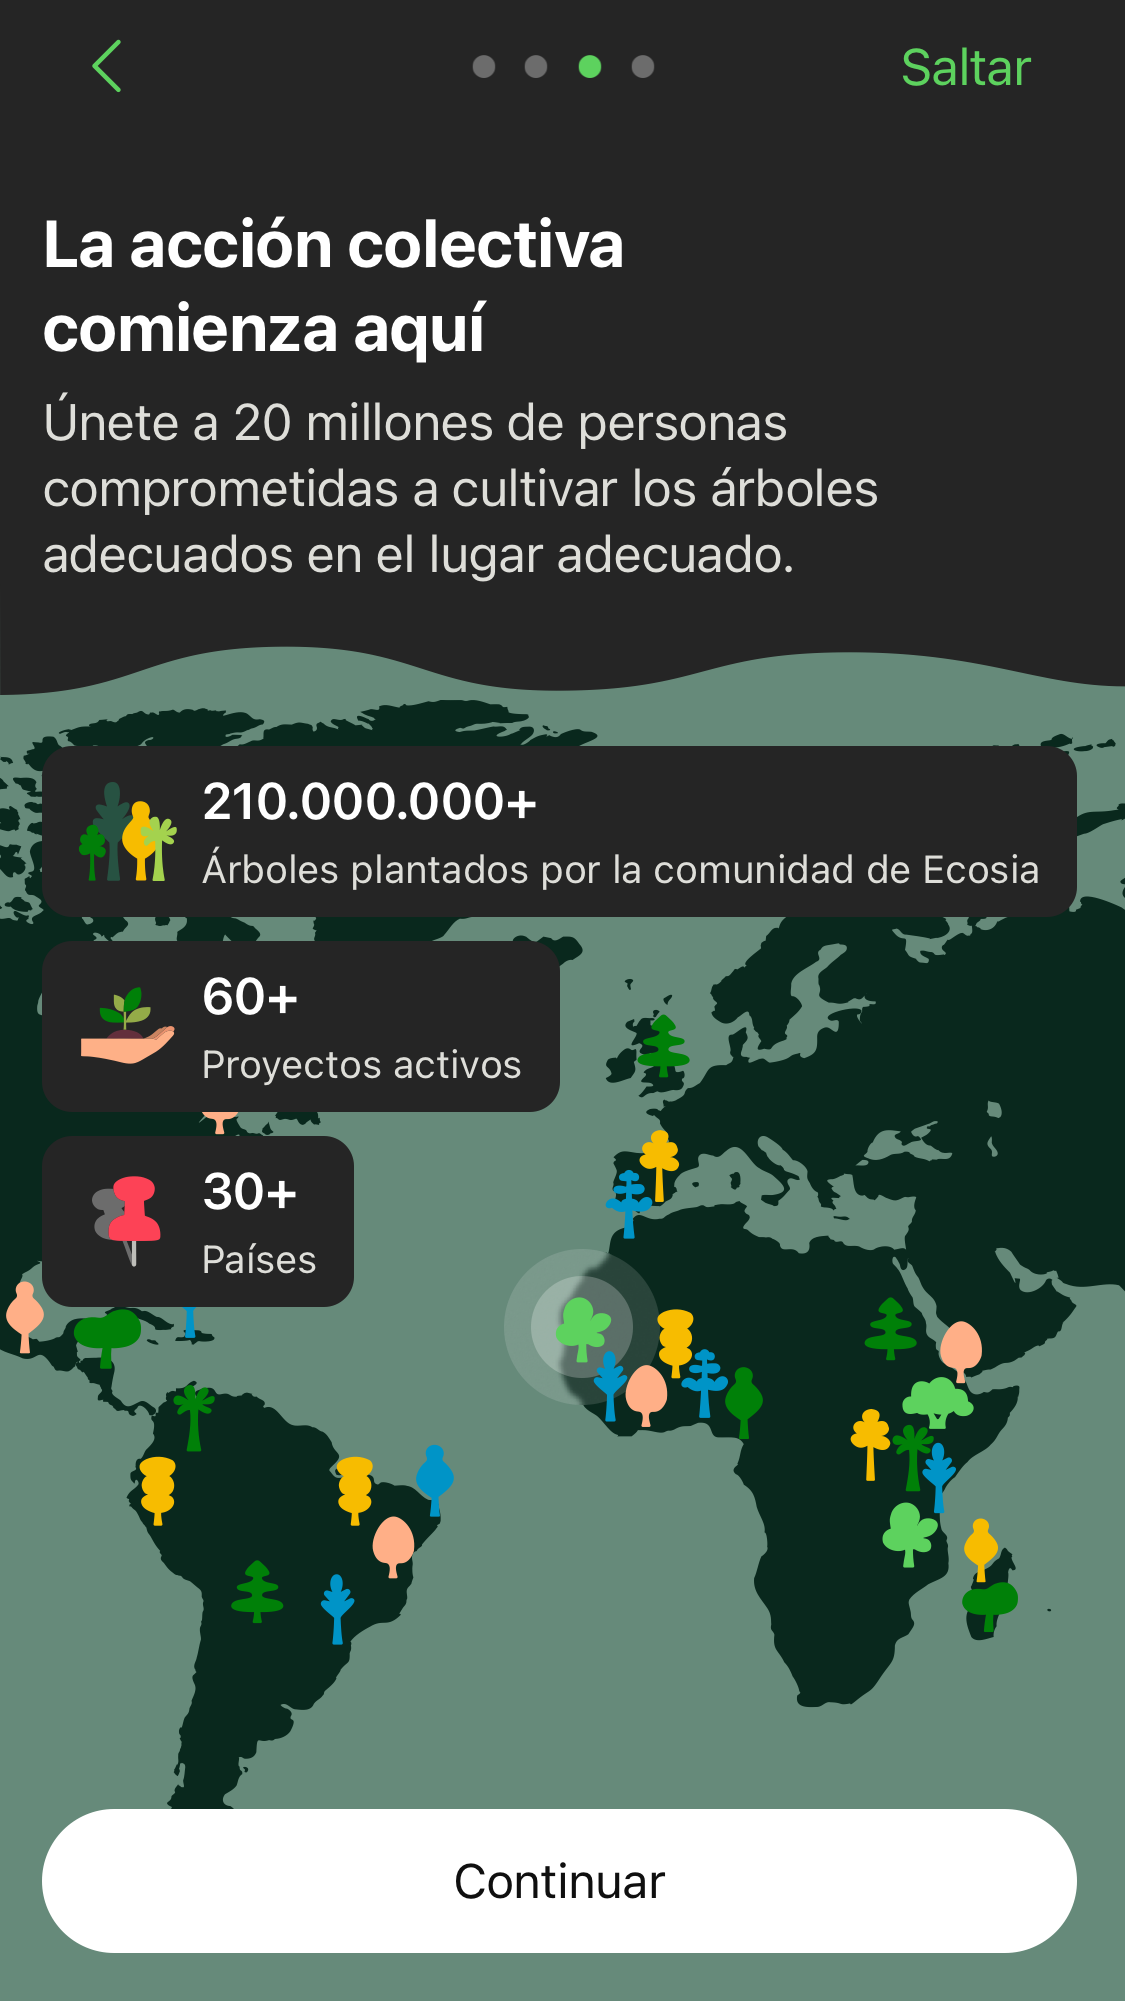 Saltar
La acción colectiva
comienza aquí
Únete a 20 millones de personas
comprometidas a cultivar los árboles
adecuados en el lugar adecuado.
210.000.000+
Árboles plantados por la comunidad de Ecosia
60+
Proyectos activos
30+
Países
Continuar